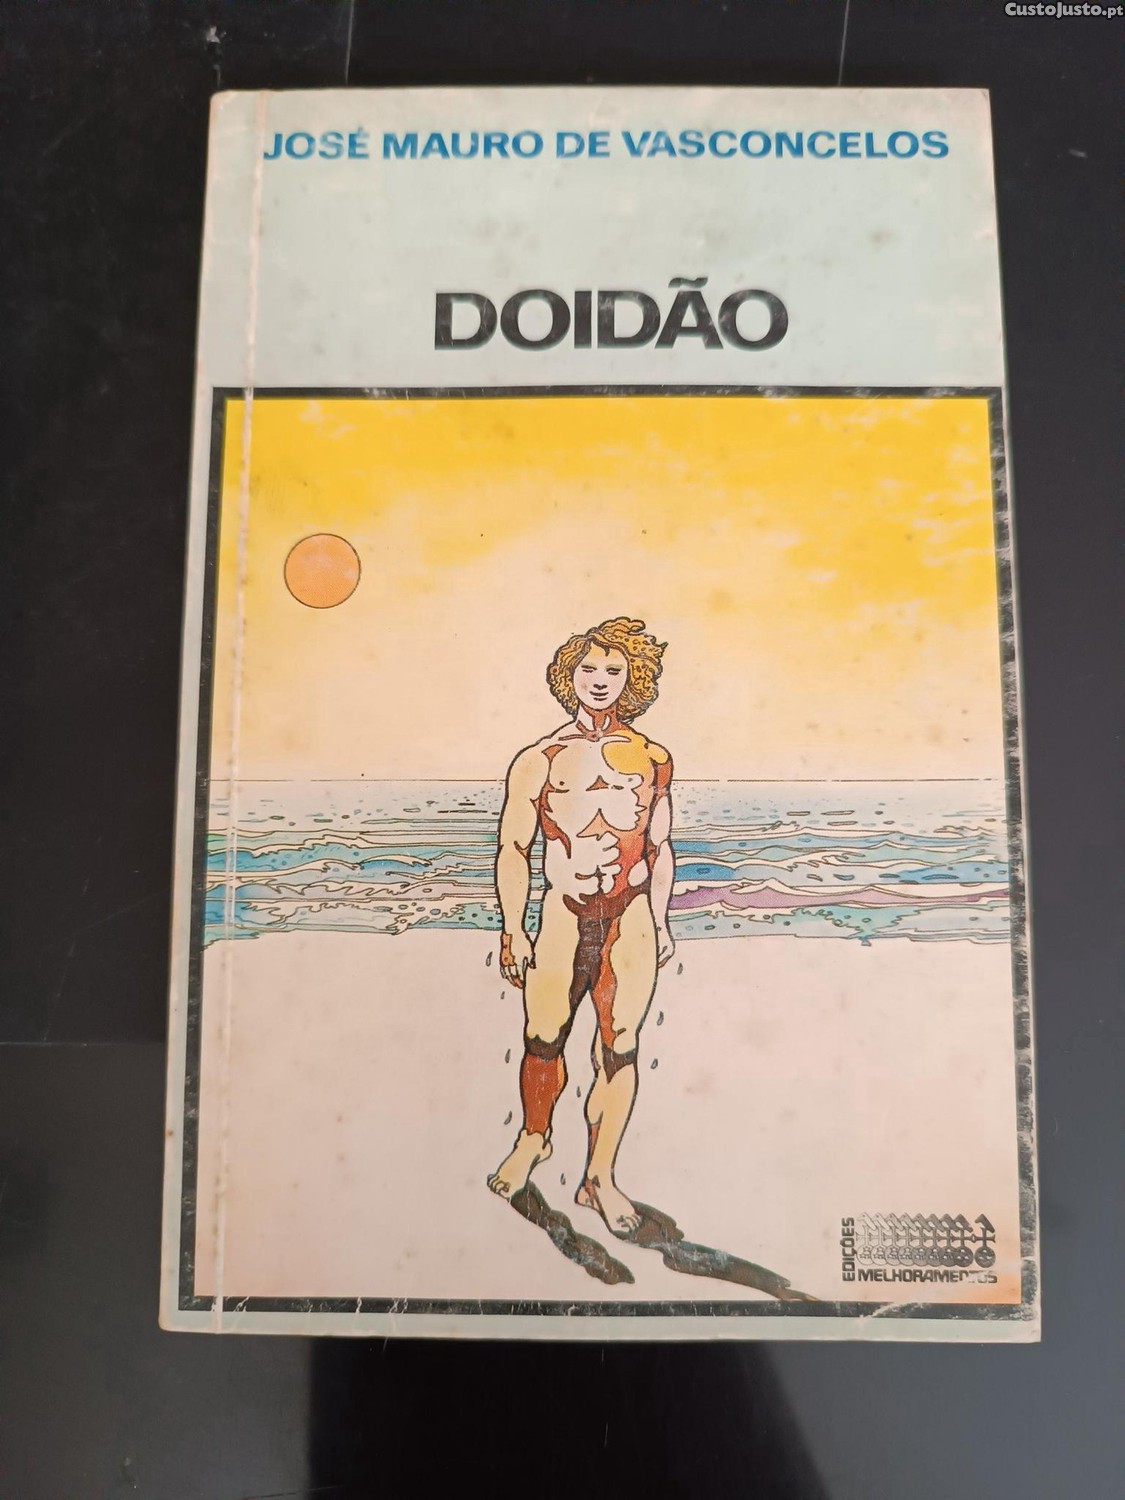 CustoJusto.pt
JOSÉ MAURO DE VASCONCELOS
DOIDÃO
EDIÇÕES
MELHORAMENTOS